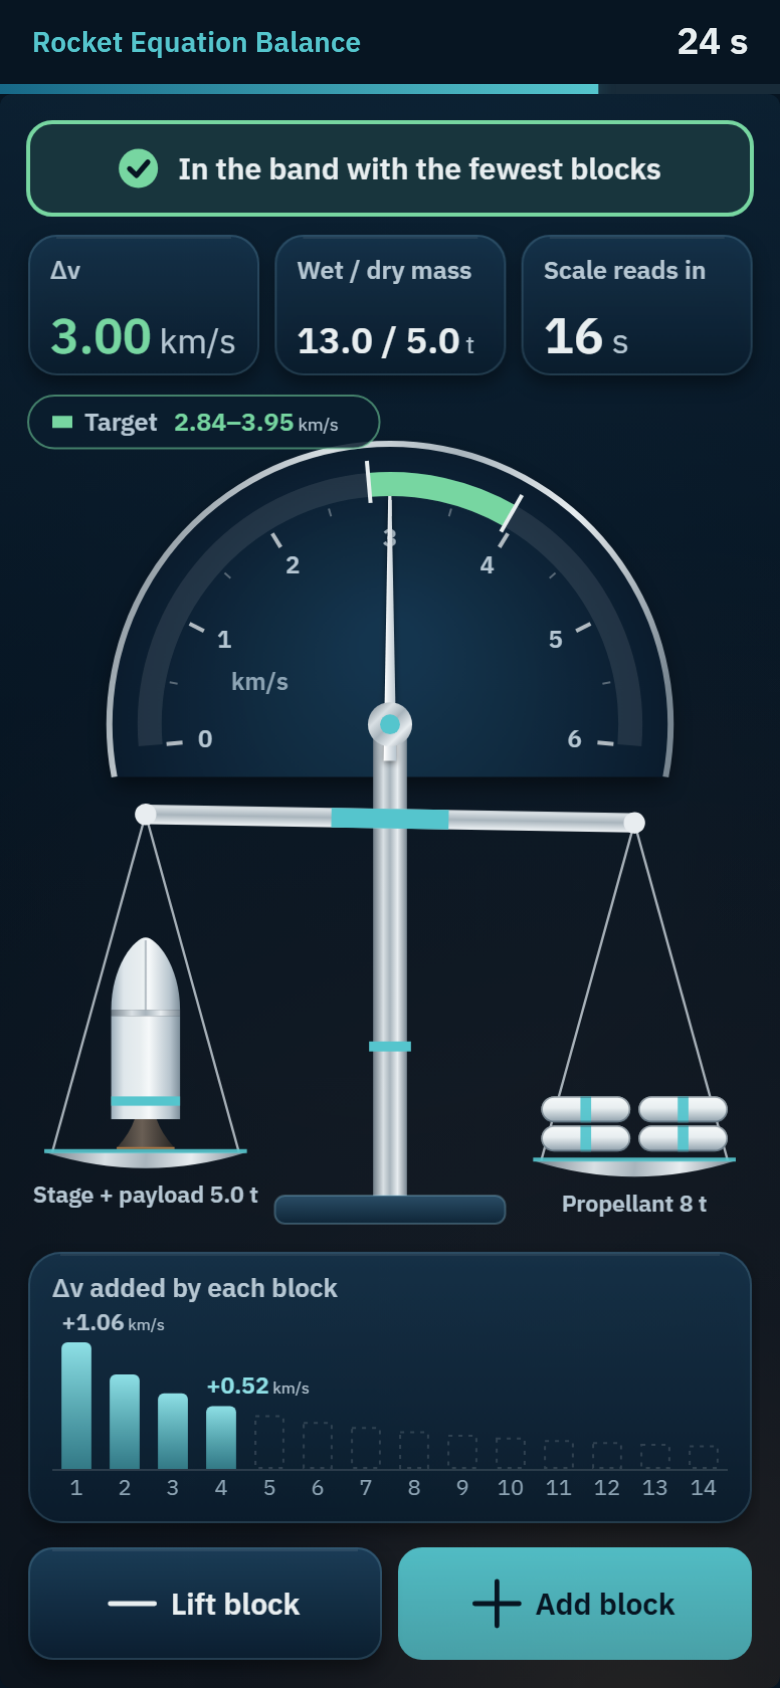 Rocket Equation Balance
24 s
In the band with the fewest blocks
Δv
3.00 km/s
Wet / dry mass
13.0 / 5.0 t
Scale reads in
16 s
Target 2.84–3.95 km/s
0
1
2
3
4
5
6
km/s
Stage + payload 5.0 t
Propellant 8 t
Δv added by each block
+1.06 km/s
+0.52 km/s
1 2 3 4 5 6 7 8 9 10 11 12 13 14
Lift block
Add block